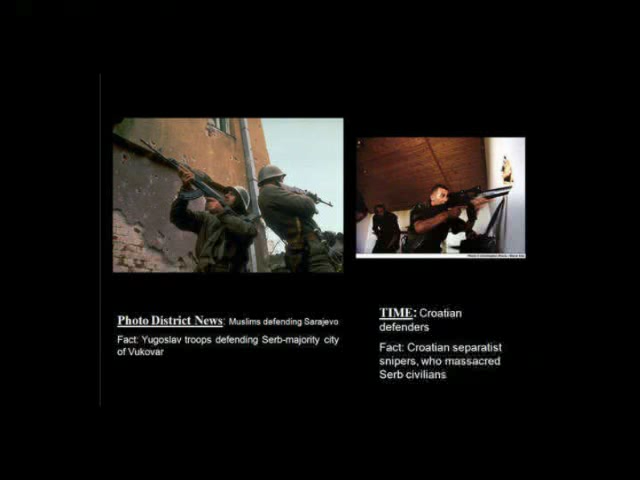 Photo District News: Muslims defending Sarajevo
Fact: Yugoslav troops defending Serb-majority city
of Vukovar
TIME: Croatian
defenders
Fact: Croatian separatist
snipers, who massacred
Serb civilians